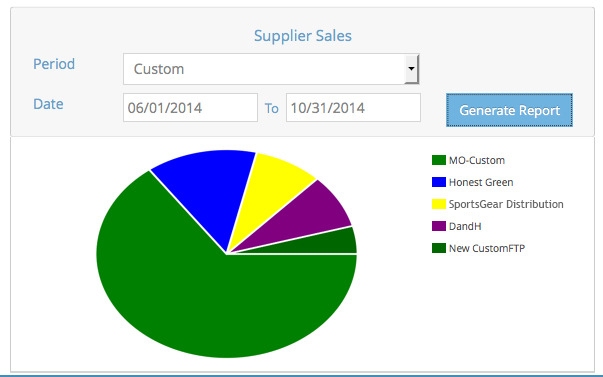 Supplier Sales
Period Custom
Date 06/01/2014 To 10/31/2014 Generate Report
MO-Custom
Honest Green
SportsGear Distribution
DandH
New CustomFTP